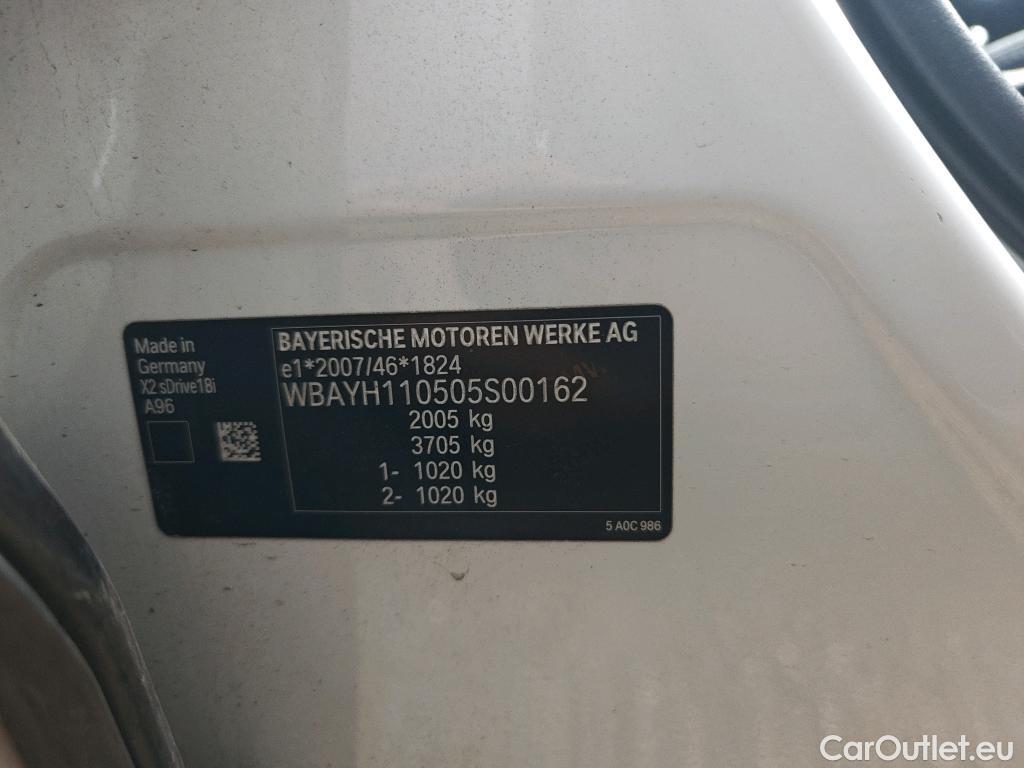 Made in
Germany
X2 sDrive18i
A96
BAYERISCHE MOTOREN WERKE AG
e1*2007/46*1824
WBAYH110505S00162
2005 kg
3705 kg
1- 1020 kg
2- 1020 kg
5 A0C 986
CarOutlet.eu